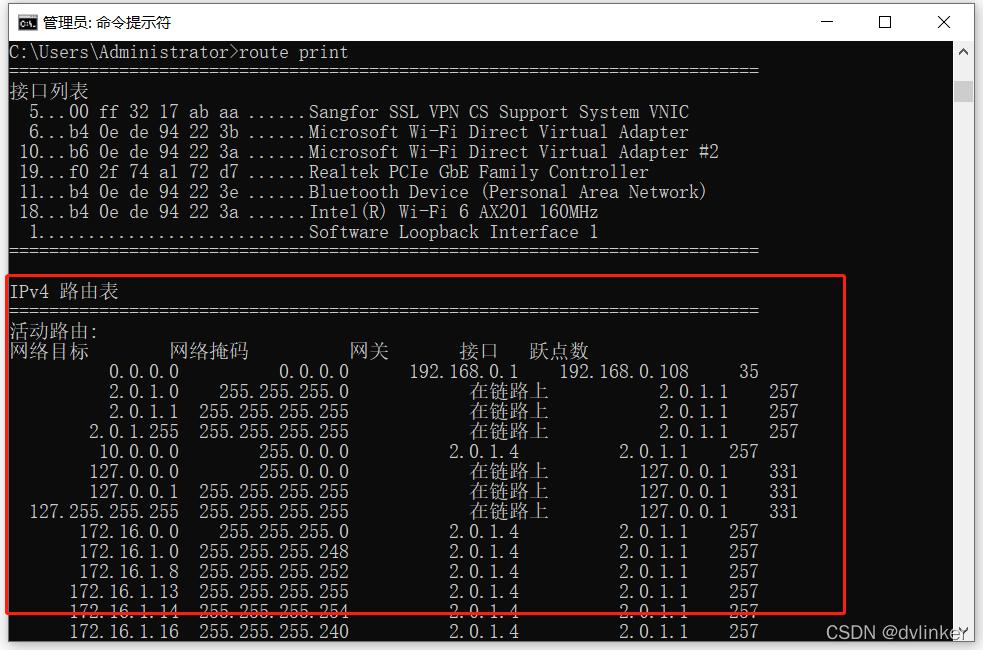 管理员: 命令提示符
C:\Users\Administrator>route print
===========================================================================
接口列表
5...00 ff 32 17 ab aa ......Sangfor SSL VPN CS Support System VNIC
6...b4 0e de 94 22 3b ......Microsoft Wi-Fi Direct Virtual Adapter
10...b6 0e de 94 22 3a ......Microsoft Wi-Fi Direct Virtual Adapter #2
19...f0 2f 74 a1 72 d7 ......Realtek PCIe GbE Family Controller
11...b4 0e de 94 22 3e ......Bluetooth Device (Personal Area Network)
18...b4 0e de 94 22 3a ......Intel(R) Wi-Fi 6 AX201 160MHz
1...........................Software Loopback Interface 1
===========================================================================
IPv4 路由表
===========================================================================
活动路由:
网络目标 网络掩码 网关 接口 跃点数
0.0.0.0 0.0.0.0 192.168.0.1 192.168.0.108 35
2.0.1.0 255.255.255.0 在链路上 2.0.1.1 257
2.0.1.1 255.255.255.255 在链路上 2.0.1.1 257
2.0.1.255 255.255.255.255 在链路上 2.0.1.1 257
10.0.0.0 255.0.0.0 2.0.1.4 2.0.1.1 257
127.0.0.0 255.0.0.0 在链路上 127.0.0.1 331
127.0.0.1 255.255.255.255 在链路上 127.0.0.1 331
127.255.255.255 255.255.255.255 在链路上 127.0.0.1 331
172.16.0.0 255.255.255.0 2.0.1.4 2.0.1.1 257
172.16.1.0 255.255.255.248 2.0.1.4 2.0.1.1 257
172.16.1.8 255.255.255.252 2.0.1.4 2.0.1.1 257
172.16.1.13 255.255.255.255 2.0.1.4 2.0.1.1 257
172.16.1.14 255.255.255.254 2.0.1.4 2.0.1.1 257
172.16.1.16 255.255.255.240 2.0.1.4 2.0.1.1 257
CSDN @dvlinker